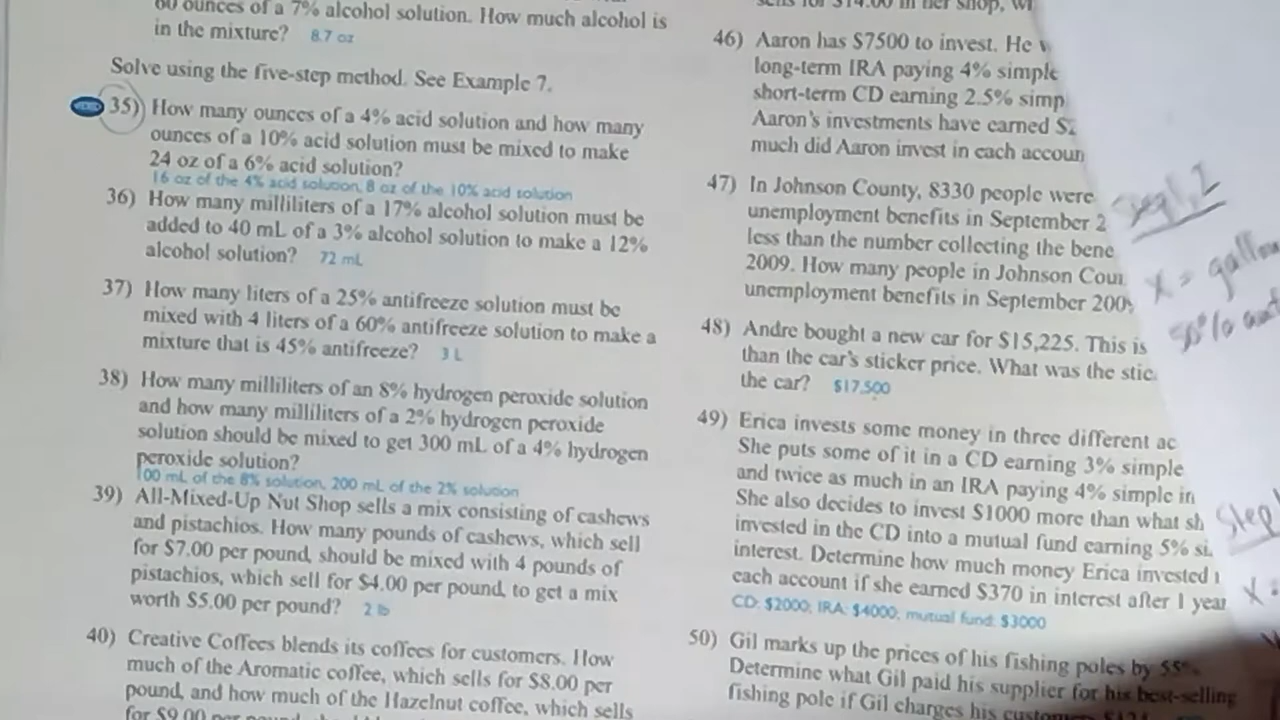 60 ounces of a 7% alcohol solution. How much alcohol is
in the mixture? 8.7 oz
Solve using the five-step method. See Example 7.
35) How many ounces of a 4% acid solution and how many
ounces of a 10% acid solution must be mixed to make
24 oz of a 6% acid solution?
16 oz of the 4% acid solution, 8 oz of the 10% acid solution
36) How many milliliters of a 17% alcohol solution must be
added to 40 mL of a 3% alcohol solution to make a 12%
alcohol solution? 72 mL
37) How many liters of a 25% antifreeze solution must be
mixed with 4 liters of a 60% antifreeze solution to make a
mixture that is 45% antifreeze? 3 L
38) How many milliliters of an 8% hydrogen peroxide solution
and how many milliliters of a 2% hydrogen peroxide
solution should be mixed to get 300 mL of a 4% hydrogen
peroxide solution?
100 mL of the 8% solution, 200 mL of the 2% solution
39) All-Mixed-Up Nut Shop sells a mix consisting of cashews
and pistachios. How many pounds of cashews, which sell
for $7.00 per pound, should be mixed with 4 pounds of
pistachios, which sell for $4.00 per pound, to get a mix
worth $5.00 per pound? 2 lb
40) Creative Coffees blends its coffees for customers. How
much of the Aromatic coffee, which sells for $8.00 per
pound, and how much of the Hazelnut coffee, which sells
for $9.00 per pound,
sells for $14.00 in her shop,
46) Aaron has $7500 to invest. He
long-term IRA paying 4% simple
short-term CD earning 2.5% simp
Aaron's investments have earned
much did Aaron invest in each accoun
47) In Johnson County, 8330 people were
unemployment benefits in September 2
less than the number collecting the bene
2009. How many people in Johnson Coun
unemployment benefits in September 2009
48) Andre bought a new car for $15,225. This is
than the car's sticker price. What was the stic
the car? $17,500
49) Erica invests some money in three different ac
She puts some of it in a CD earning 3% simple
and twice as much in an IRA paying 4% simple in
She also decides to invest $1000 more than what sh
invested in the CD into a mutual fund earning 5% si
interest. Determine how much money Erica invested i
each account if she earned $370 in interest after 1 year
CD: $2000, IRA: $4000, mutual fund: $3000
50) Gil marks up the prices of his fishing poles by 55%.
Determine what Gil paid his supplier for his best-selling
fishing pole if Gil charges his customers
x = gallon
50%
Step
x =